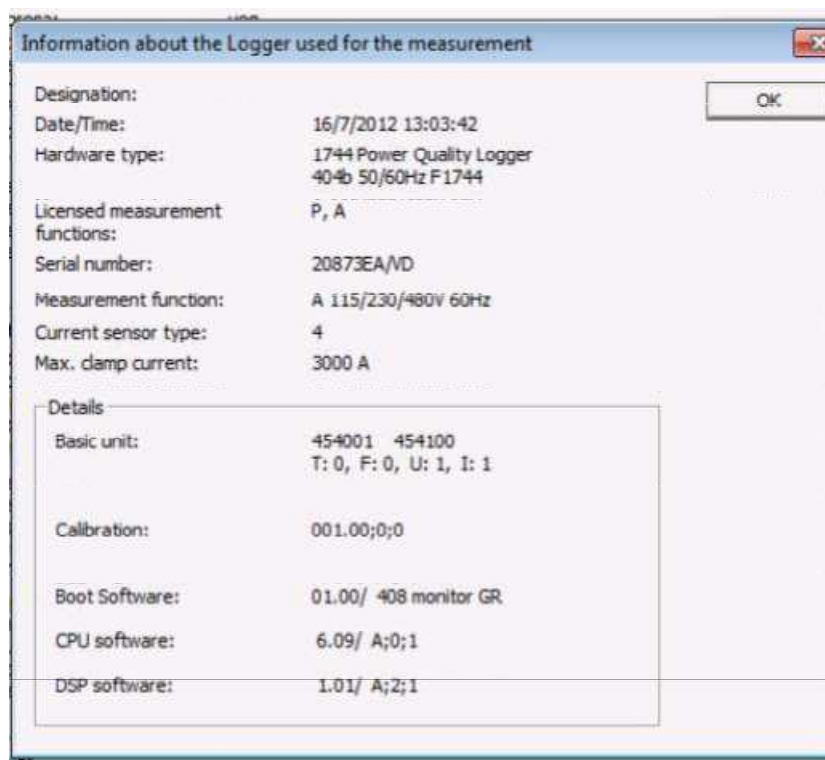 Information about the Logger used for the measurement
OK
Designation:
Date/Time: 16/7/2012 13:03:42
Hardware type: 1744 Power Quality Logger
404b 50/60Hz F1744
Licensed measurement P, A
functions:
Serial number: 20873EA/VD
Measurement function: A 115/230/480V 60Hz
Current sensor type: 4
Max. clamp current: 3000 A
Details
Basic unit: 454001 454100
T: 0, F: 0, U: 1, I: 1
Calibration: 001.00;0;0
Boot Software: 01.00/ 408 monitor GR
CPU software: 6.09/ A;0;1
DSP software: 1.01/ A;2;1